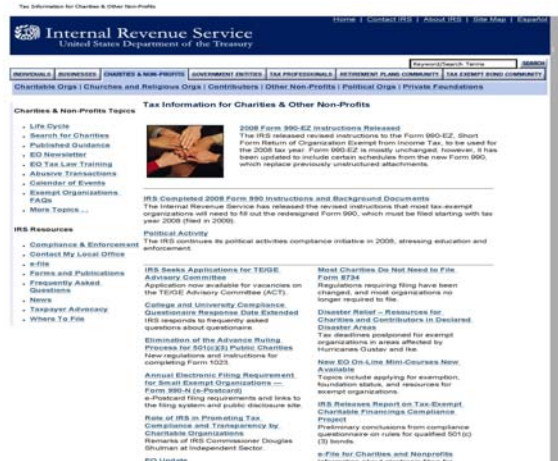 Tax Information for Charities & Other Non-Profits
Home | Contact IRS | About IRS | Site Map | Español
Internal Revenue Service
United States Department of the Treasury
Keyword/Search Terms SEARCH
INDIVIDUALS BUSINESSES CHARITIES & NON-PROFITS GOVERNMENT ENTITIES TAX PROFESSIONALS RETIREMENT PLANS COMMUNITY TAX EXEMPT BOND COMMUNITY
Charitable Orgs | Churches and Religious Orgs | Contributors | Other Non-Profits | Political Orgs | Private Foundations
Charities & Non-Profits Topics
Life Cycle
Search for Charities
Published Guidance
EO Newsletter
EO Tax Law Training
Abusive Transactions
Calendar of Events
Exempt Organizations
FAQs
More Topics . .
IRS Resources
Compliance & Enforcement
Contact My Local Office
e-file
Forms and Publications
Frequently Asked
Questions
News
Taxpayer Advocacy
Where To File
Tax Information for Charities & Other Non-Profits
2008 Form 990-EZ Instructions Released
The IRS released revised instructions to the Form 990-EZ, Short
Form Return of Organization Exempt from Income Tax, to be used for
the 2008 tax year. Form 990-EZ is mostly unchanged, however, it has
been updated to include certain schedules from the new Form 990,
which replace previously unstructured attachments.
IRS Completed 2008 Form 990 Instructions and Background Documents
The Internal Revenue Service has released the revised instructions that most tax-exempt
organizations will need to fill out the redesigned Form 990, which must be filed starting with tax
year 2008 (filed in 2009).
Political Activity
The IRS continues its political activities compliance initiative in 2008, stressing education and
enforcement.
IRS Seeks Applications for TE/GE
Advisory Committee
Application now available for vacancies on
the TE/GE Advisory Committee (ACT).
College and University Compliance
Questionnaire Response Date Extended
IRS responds to frequently asked
questions about questionnaire.
Elimination of the Advance Ruling
Process for 501(c)(3) Public Charities
New regulations and instructions for
completing Form 1023.
Annual Electronic Filing Requirement
for Small Exempt Organizations —
Form 990-N (e-Postcard)
e-Postcard filing requirements and links to
the filing system and public disclosure site.
Role of IRS in Promoting Tax
Compliance and Transparency by
Charitable Organizations
Remarks of IRS Commissioner Douglas
Shulman at Independent Sector.
EO Update
Most Charities Do Not Need to File
Form 8734
Regulations requiring filing have been
changed, and most organizations no
longer required to file.
Disaster Relief – Resources for
Charities and Contributors in Declared
Disaster Areas
Tax deadlines postponed for exempt
organizations in areas affected by
Hurricanes Gustav and Ike.
New EO On-Line Mini-Courses Now
Available
Topics include applying for exemption,
foundation status, and resources for
exempt organizations.
IRS Releases Report on Tax-Exempt
Charitable Financings Compliance
Project
Preliminary conclusions from compliance
questionnaire on rules for qualified 501(c)
(3) bonds.
e-File for Charities and Nonprofits